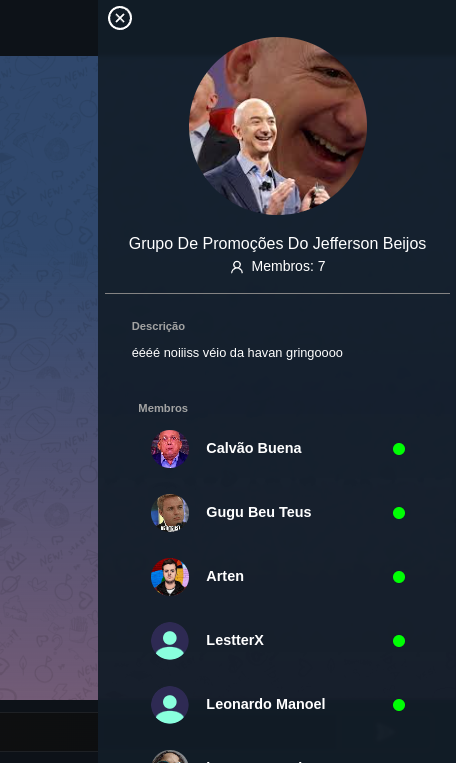 Grupo De Promoções Do Jefferson Beijos
Membros: 7
Descrição
éééé noiiiss véio da havan gringoooo
Membros
Calvão Buena
Gugu Beu Teus
Arten
LestterX
Leonardo Manoel